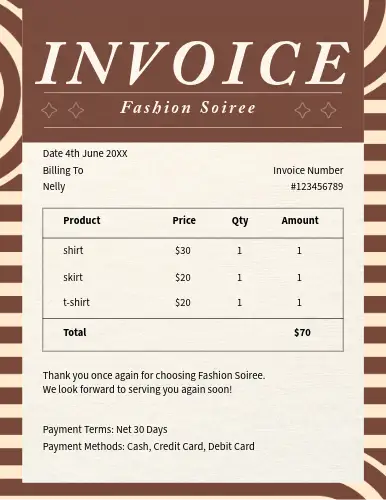 INVOICE
Fashion Soiree
Date 4th June 20XX
Billing To Invoice Number
Nelly #123456789
Product Price Qty Amount
shirt $30 1 1
skirt $20 1 1
t-shirt $20 1 1
Total $70
Thank you once again for choosing Fashion Soiree.
We look forward to serving you again soon!
Payment Terms: Net 30 Days
Payment Methods: Cash, Credit Card, Debit Card